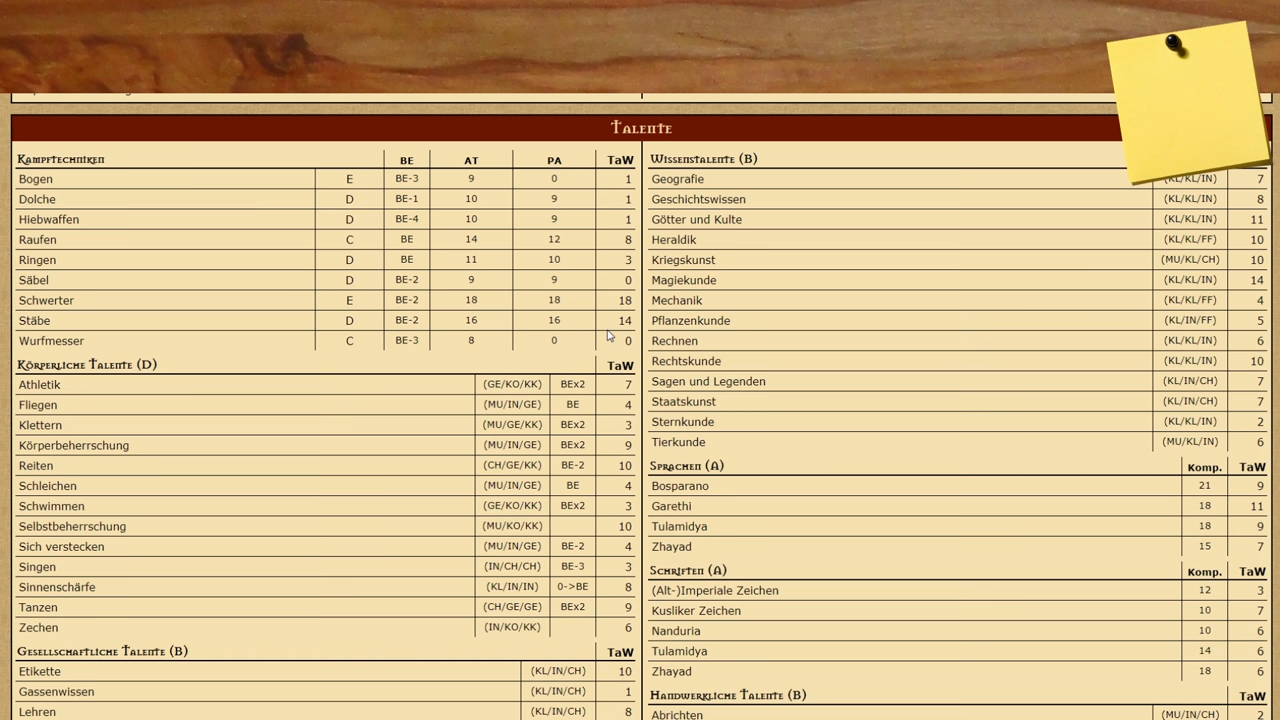 Talente
Kampftechniken BE AT PA TaW
Bogen E BE-3 9 0 1
Dolche D BE-1 10 9 1
Hiebwaffen D BE-4 10 9 1
Raufen C BE 14 12 8
Ringen D BE 11 10 3
Säbel D BE-2 9 9 0
Schwerter E BE-2 18 18 18
Stäbe D BE-2 16 16 14
Wurfmesser C BE-3 8 0 0
Körperliche Talente (D) TaW
Athletik (GE/KO/KK) BEx2 7
Fliegen (MU/IN/GE) BE 4
Klettern (MU/GE/KK) BEx2 3
Körperbeherrschung (MU/IN/GE) BEx2 9
Reiten (CH/GE/KK) BE-2 10
Schleichen (MU/IN/GE) BE 4
Schwimmen (GE/KO/KK) BEx2 3
Selbstbeherrschung (MU/KO/KK) 10
Sich verstecken (MU/IN/GE) BE-2 4
Singen (IN/CH/CH) BE-3 3
Sinnenschärfe (KL/IN/IN) 0->BE 8
Tanzen (CH/GE/GE) BEx2 9
Zechen (IN/KO/KK) 6
Gesellschaftliche Talente (B) TaW
Etikette (KL/IN/CH) 10
Gassenwissen (KL/IN/CH) 1
Lehren (KL/IN/CH) 8
Wissenstalente (B)
Geografie (KL/KL/IN) 7
Geschichtswissen (KL/KL/IN) 8
Götter und Kulte (KL/KL/IN) 11
Heraldik (KL/KL/FF) 10
Kriegskunst (MU/KL/CH) 10
Magiekunde (KL/KL/IN) 14
Mechanik (KL/KL/FF) 4
Pflanzenkunde (KL/IN/FF) 5
Rechnen (KL/KL/IN) 6
Rechtskunde (KL/KL/IN) 10
Sagen und Legenden (KL/IN/CH) 7
Staatskunst (KL/IN/CH) 7
Sternkunde (KL/KL/IN) 2
Tierkunde (MU/KL/IN) 6
Sprachen (A) Komp. TaW
Bosparano 21 9
Garethi 18 11
Tulamidya 18 9
Zhayad 15 7
Schriften (A) Komp. TaW
(Alt-)Imperiale Zeichen 12 3
Kusliker Zeichen 10 7
Nanduria 10 6
Tulamidya 14 6
Zhayad 18 6
Handwerkliche Talente (B) TaW
Abrichten (MU/IN/CH) 2